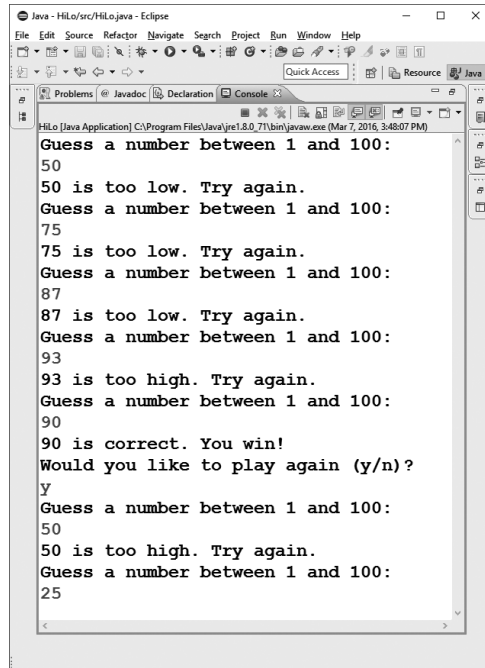 Java - HiLo/src/HiLo.java - Eclipse
File Edit Source Refactor Navigate Search Project Run Window Help
Quick Access
Resource
Java
Problems @ Javadoc Declaration Console
HiLo [Java Application] C:\Program Files\Java\jre1.8.0_71\bin\javaw.exe (Mar 7, 2016, 3:48:07 PM)
Guess a number between 1 and 100:
50
50 is too low. Try again.
Guess a number between 1 and 100:
75
75 is too low. Try again.
Guess a number between 1 and 100:
87
87 is too low. Try again.
Guess a number between 1 and 100:
93
93 is too high. Try again.
Guess a number between 1 and 100:
90
90 is correct. You win!
Would you like to play again (y/n)?
y
Guess a number between 1 and 100:
50
50 is too high. Try again.
Guess a number between 1 and 100:
25